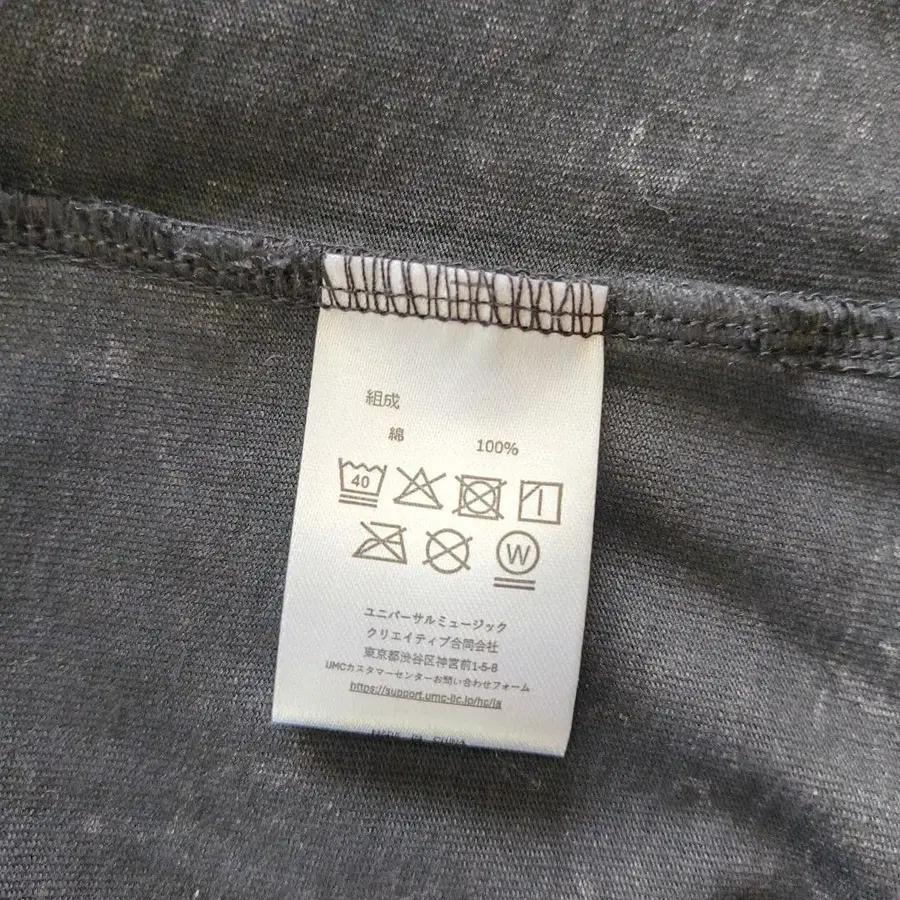 組成
綿 100%
40
W
ユニバーサルミュージック
クリエイティブ合同会社
東京都渋谷区神宮前1-5-8
UMCカスタマーセンターお問い合わせフォーム
https://support.umc-llc.jp/hc/ja